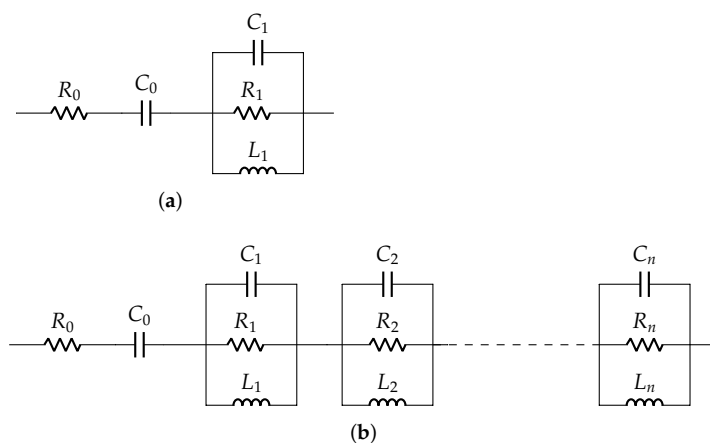 C₁
R₀ C₀ R₁
L₁
(a)
C₁ C₂ Cₙ
R₀ C₀ R₁ R₂ Rₙ
L₁ L₂ Lₙ
(b)